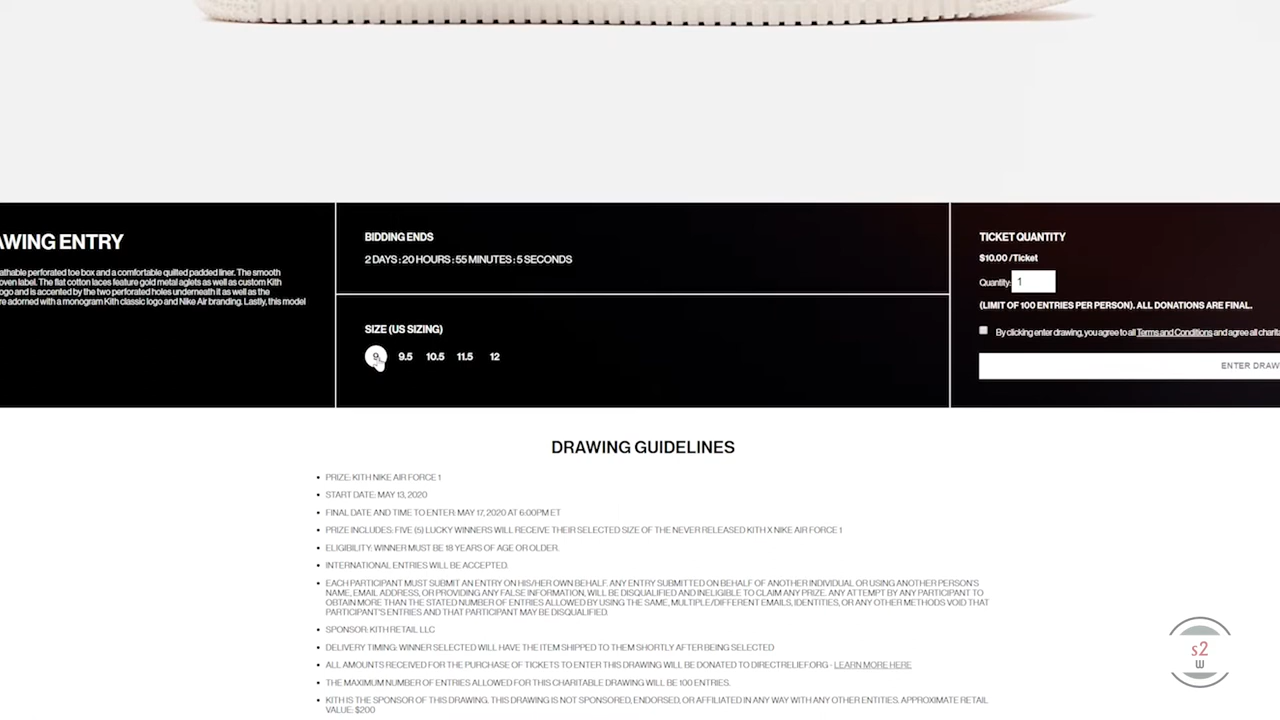 AWING ENTRY
athable perforated toe box and a comfortable quilted padded liner. The smooth
oven label. The flat cotton laces feature gold metal aglets as well as custom Kith
ogo and is accented by the two perforated holes underneath it as well as the
re adorned with a monogram Kith classic logo and Nike Air branding. Lastly, this model
BIDDING ENDS
2 DAYS : 20 HOURS : 55 MINUTES : 5 SECONDS
SIZE (US SIZING)
9 9.5 10.5 11.5 12
TICKET QUANTITY
$10.00 /Ticket
Quantity: 1
(LIMIT OF 100 ENTRIES PER PERSON). ALL DONATIONS ARE FINAL.
By clicking enter drawing, you agree to all Terms and Conditions and agree all charita
ENTER DRAW
DRAWING GUIDELINES
PRIZE: KITH NIKE AIR FORCE 1
START DATE: MAY 13, 2020
FINAL DATE AND TIME TO ENTER: MAY 17, 2020 AT 6:00PM ET
PRIZE INCLUDES: FIVE (5) LUCKY WINNERS WILL RECEIVE THEIR SELECTED SIZE OF THE NEVER RELEASED KITH X NIKE AIR FORCE 1
ELIGIBILITY: WINNER MUST BE 18 YEARS OF AGE OR OLDER.
INTERNATIONAL ENTRIES WILL BE ACCEPTED.
EACH PARTICIPANT MUST SUBMIT AN ENTRY ON HIS/HER OWN BEHALF. ANY ENTRY SUBMITTED ON BEHALF OF ANOTHER INDIVIDUAL OR USING ANOTHER PERSON'S
NAME, EMAIL ADDRESS, OR PROVIDING ANY FALSE INFORMATION, WILL BE DISQUALIFIED AND INELIGIBLE TO CLAIM ANY PRIZE. ANY ATTEMPT BY ANY PARTICIPANT TO
OBTAIN MORE THAN THE STATED NUMBER OF ENTRIES ALLOWED BY USING THE SAME, MULTIPLE/DIFFERENT EMAILS, IDENTITIES, OR ANY OTHER METHODS VOID THAT
PARTICIPANT'S ENTRIES AND THAT PARTICIPANT MAY BE DISQUALIFIED.
SPONSOR: KITH RETAIL LLC
DELIVERY TIMING: WINNER SELECTED WILL HAVE THE ITEM SHIPPED TO THEM SHORTLY AFTER BEING SELECTED
ALL AMOUNTS RECEIVED FOR THE PURCHASE OF TICKETS TO ENTER THIS DRAWING WILL BE DONATED TO DIRECTRELIEF.ORG - LEARN MORE HERE
THE MAXIMUM NUMBER OF ENTRIES ALLOWED FOR THIS CHARITABLE DRAWING WILL BE 100 ENTRIES.
KITH IS THE SPONSOR OF THIS DRAWING. THIS DRAWING IS NOT SPONSORED, ENDORSED, OR AFFILIATED IN ANY WAY WITH ANY OTHER ENTITIES. APPROXIMATE RETAIL
VALUE: $200
s2
w